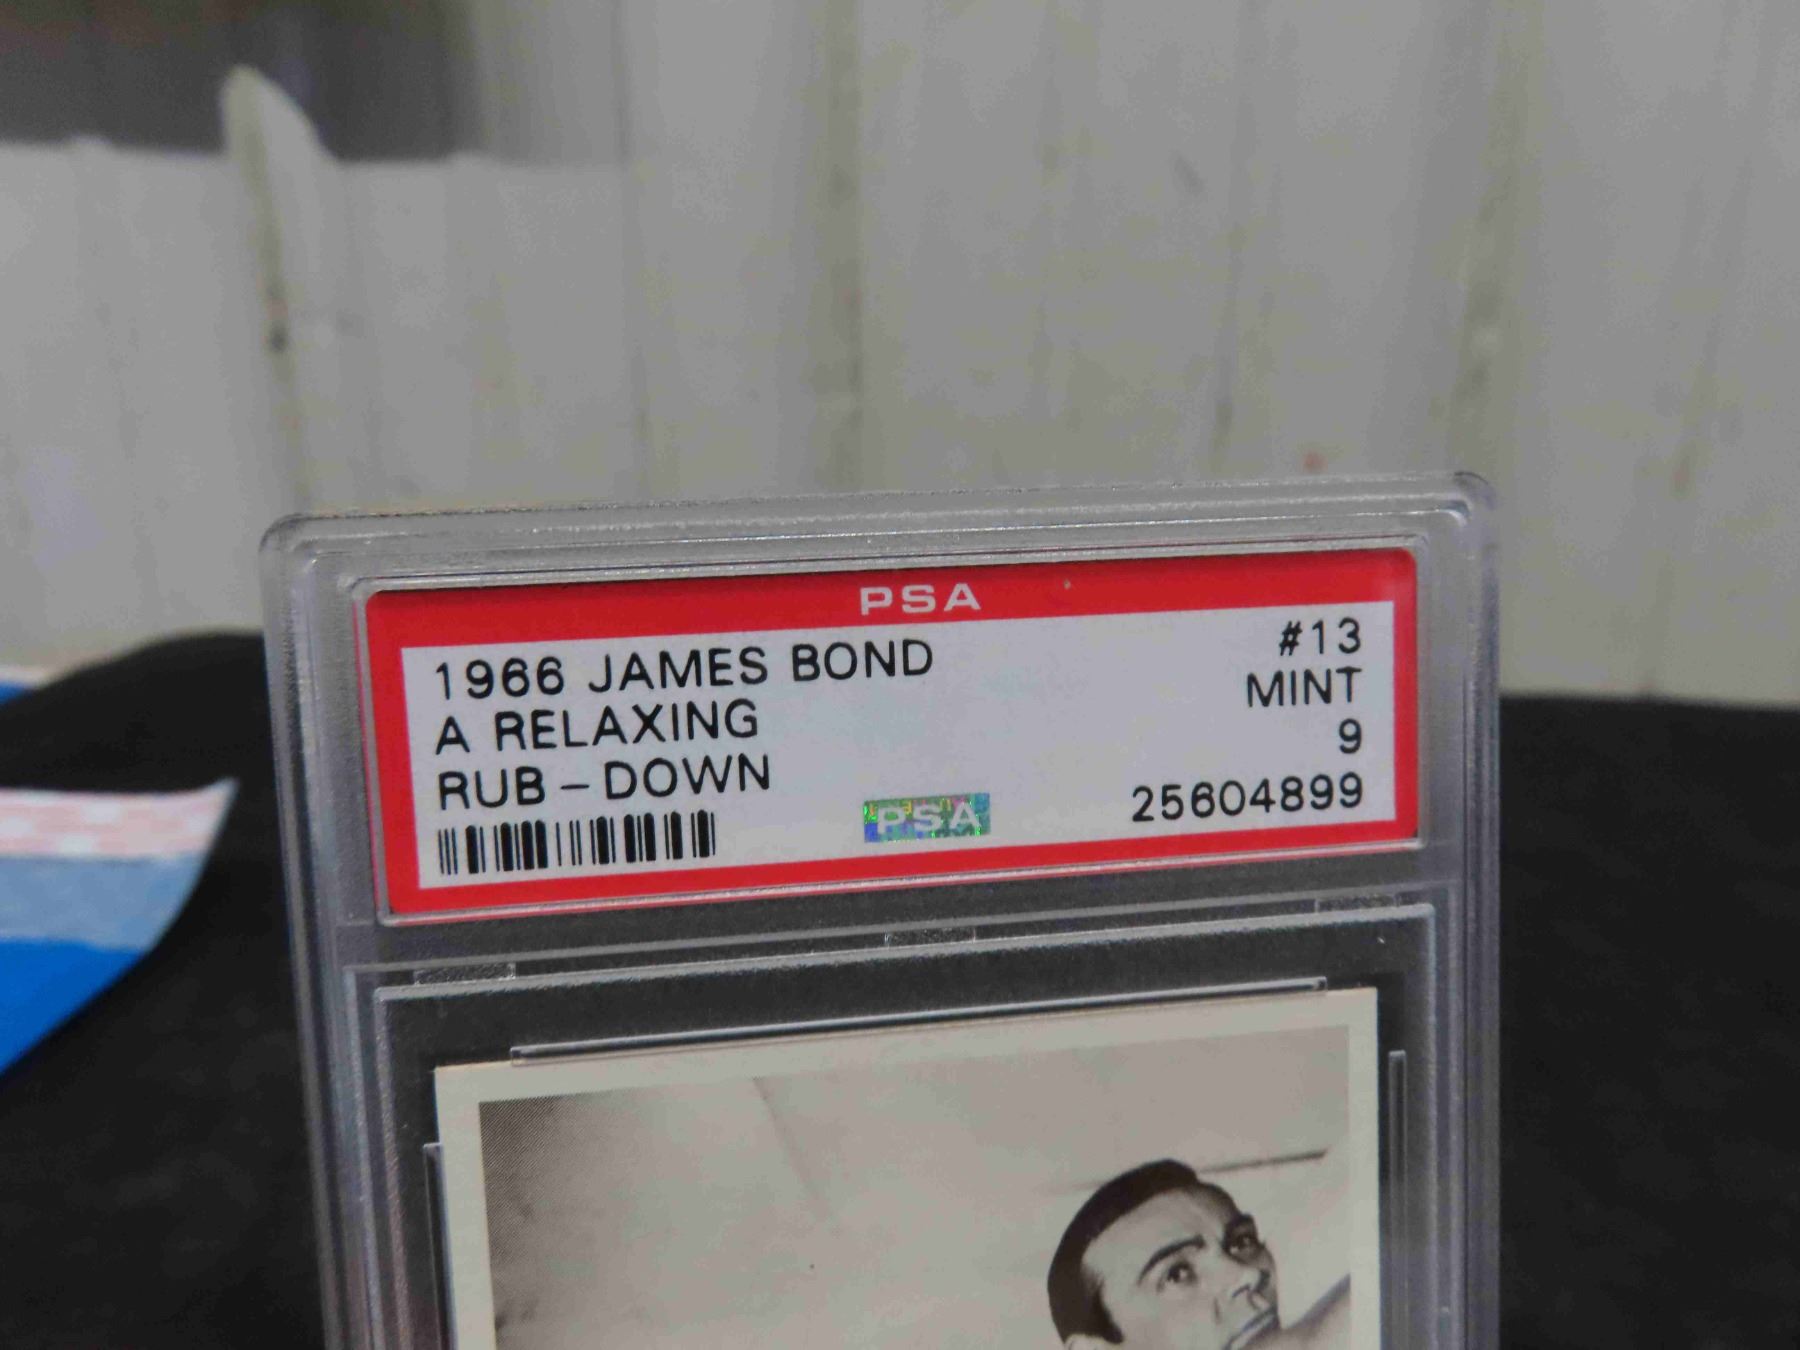 PSA
1966 JAMES BOND #13
A RELAXING MINT
RUB-DOWN 9
PSA 25604899